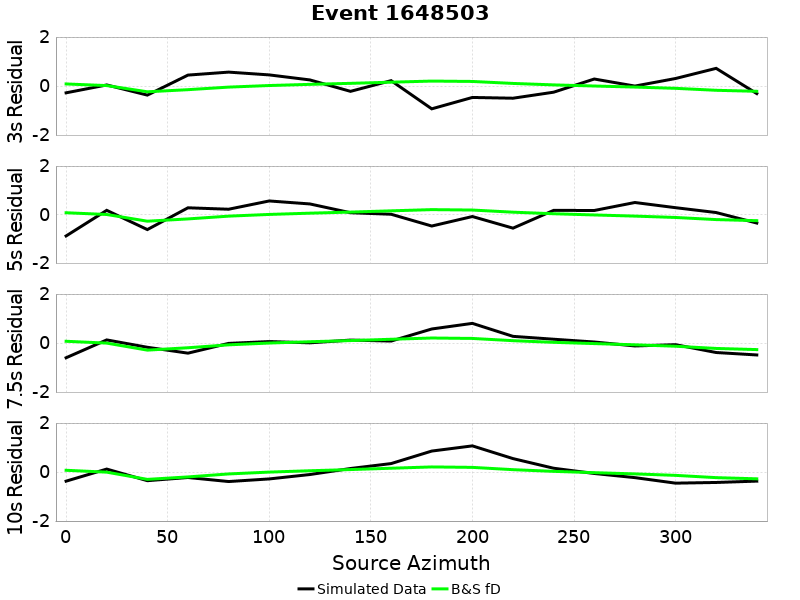 Event 1648503
3s Residual
2
0
-2
5s Residual
2
0
-2
7.5s Residual
2
0
-2
10s Residual
2
0
-2
0 50 100 150 200 250 300
Source Azimuth
Simulated Data B&S fD